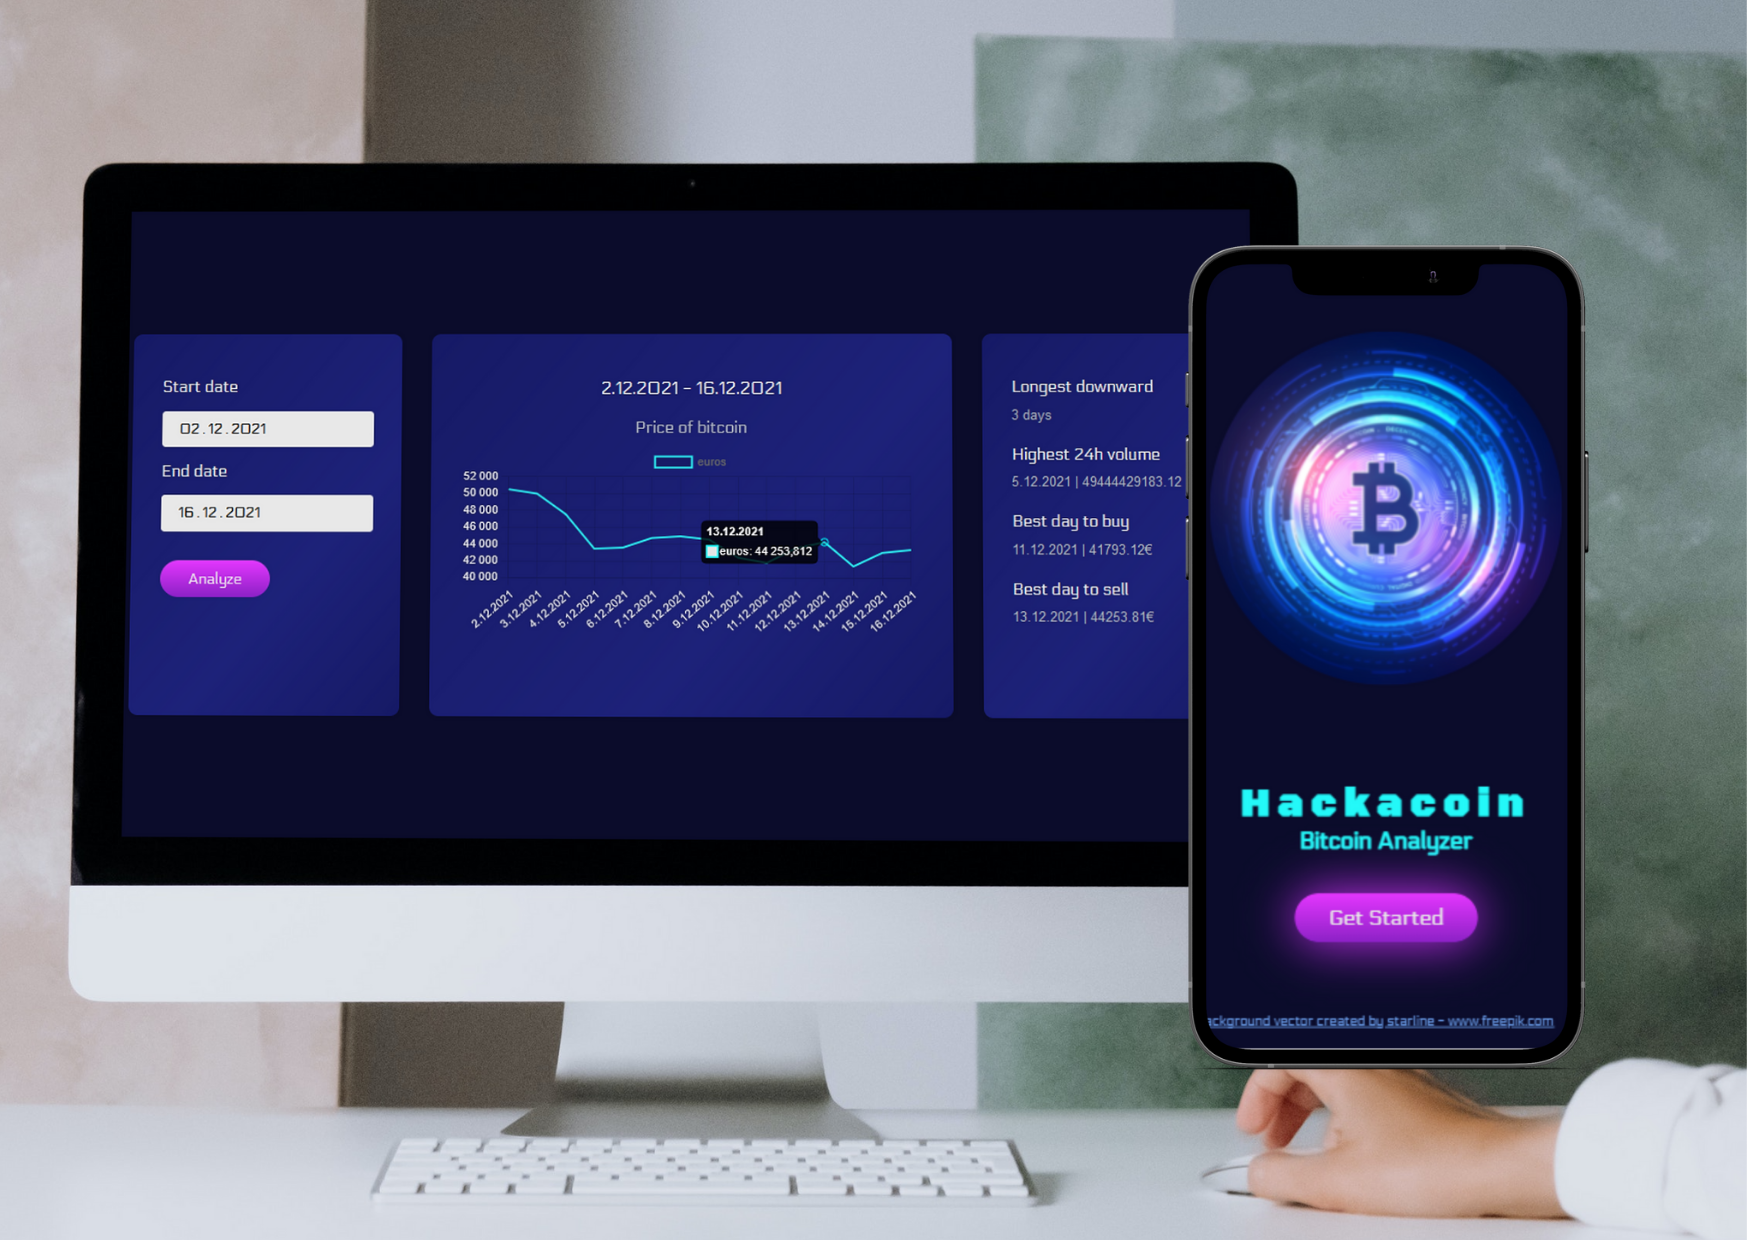 Start date
02.12.2021
End date
16.12.2021
Analyze
2.12.2021 - 16.12.2021
Price of bitcoin
euros
52 000
50 000
48 000
46 000
44 000
42 000
40 000
13.12.2021
euros: 44 253,812
2.12.2021
3.12.2021
4.12.2021
5.12.2021
6.12.2021
7.12.2021
8.12.2021
9.12.2021
10.12.2021
11.12.2021
12.12.2021
13.12.2021
14.12.2021
15.12.2021
16.12.2021
Longest downward
3 days
Highest 24h volume
5.12.2021 | 49444429183.12
Best day to buy
11.12.2021 | 41793.12€
Best day to sell
13.12.2021 | 44253.81€
Hackacoin
Bitcoin Analyzer
Get Started
ackground vector created by starline - www.freepik.com